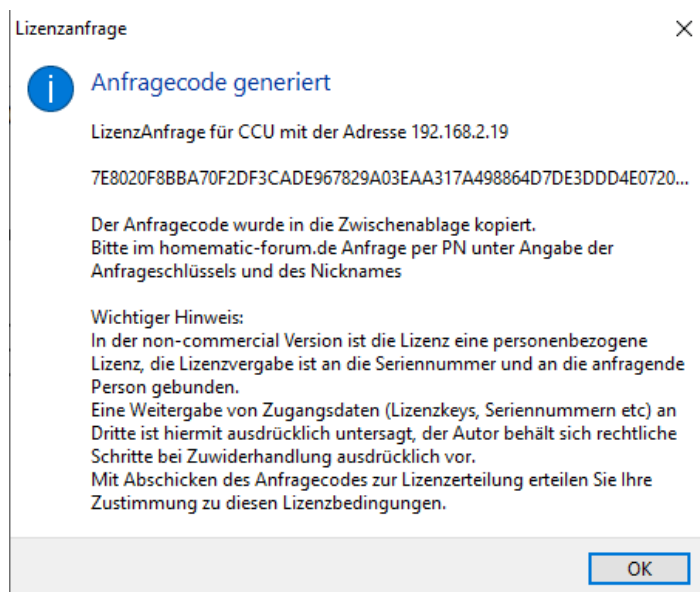 Lizenzanfrage
Anfragecode generiert
LizenzAnfrage für CCU mit der Adresse 192.168.2.19
7E8020F8BBA70F2DF3CADE967829A03EAA317A498864D7DE3DDD4E0720...
Der Anfragecode wurde in die Zwischenablage kopiert.
Bitte im homematic-forum.de Anfrage per PN unter Angabe der
Anfrageschlüssels und des Nicknames
Wichtiger Hinweis:
In der non-commercial Version ist die Lizenz eine personenbezogene
Lizenz, die Lizenzvergabe ist an die Seriennummer und an die anfragende
Person gebunden.
Eine Weitergabe von Zugangsdaten (Lizenzkeys, Seriennummern etc) an
Dritte ist hiermit ausdrücklich untersagt, der Autor behält sich rechtliche
Schritte bei Zuwiderhandlung ausdrücklich vor.
Mit Abschicken des Anfragecodes zur Lizenzerteilung erteilen Sie Ihre
Zustimmung zu diesen Lizenzbedingungen.
OK